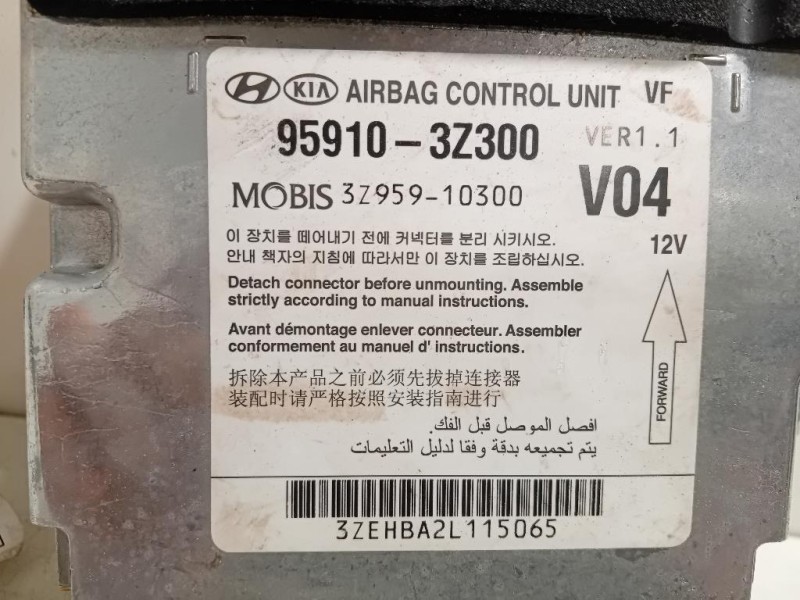 KIA AIRBAG CONTROL UNIT VF
95910-3Z300 VER1.1
MOBIS 3Z959-10300 V04
이 장치를 떼어내기 전에 커넥터를 분리 시키시오.
안내 책자의 지침에 따라서만 이 장치를 조립하십시오.
12V
Detach connector before unmounting. Assemble
strictly according to manual instructions.
Avant démontage enlever connecteur. Assembler
conformement au manuel d' instructions.
FORWARD
拆除本产品之前必须先拔掉连接器
装配时请严格按照安装指南进行
افصل الموصل قبل الفك.
يتم تجميعه بدقة وفقا لدليل التعليمات
3ZEHBA2L115065